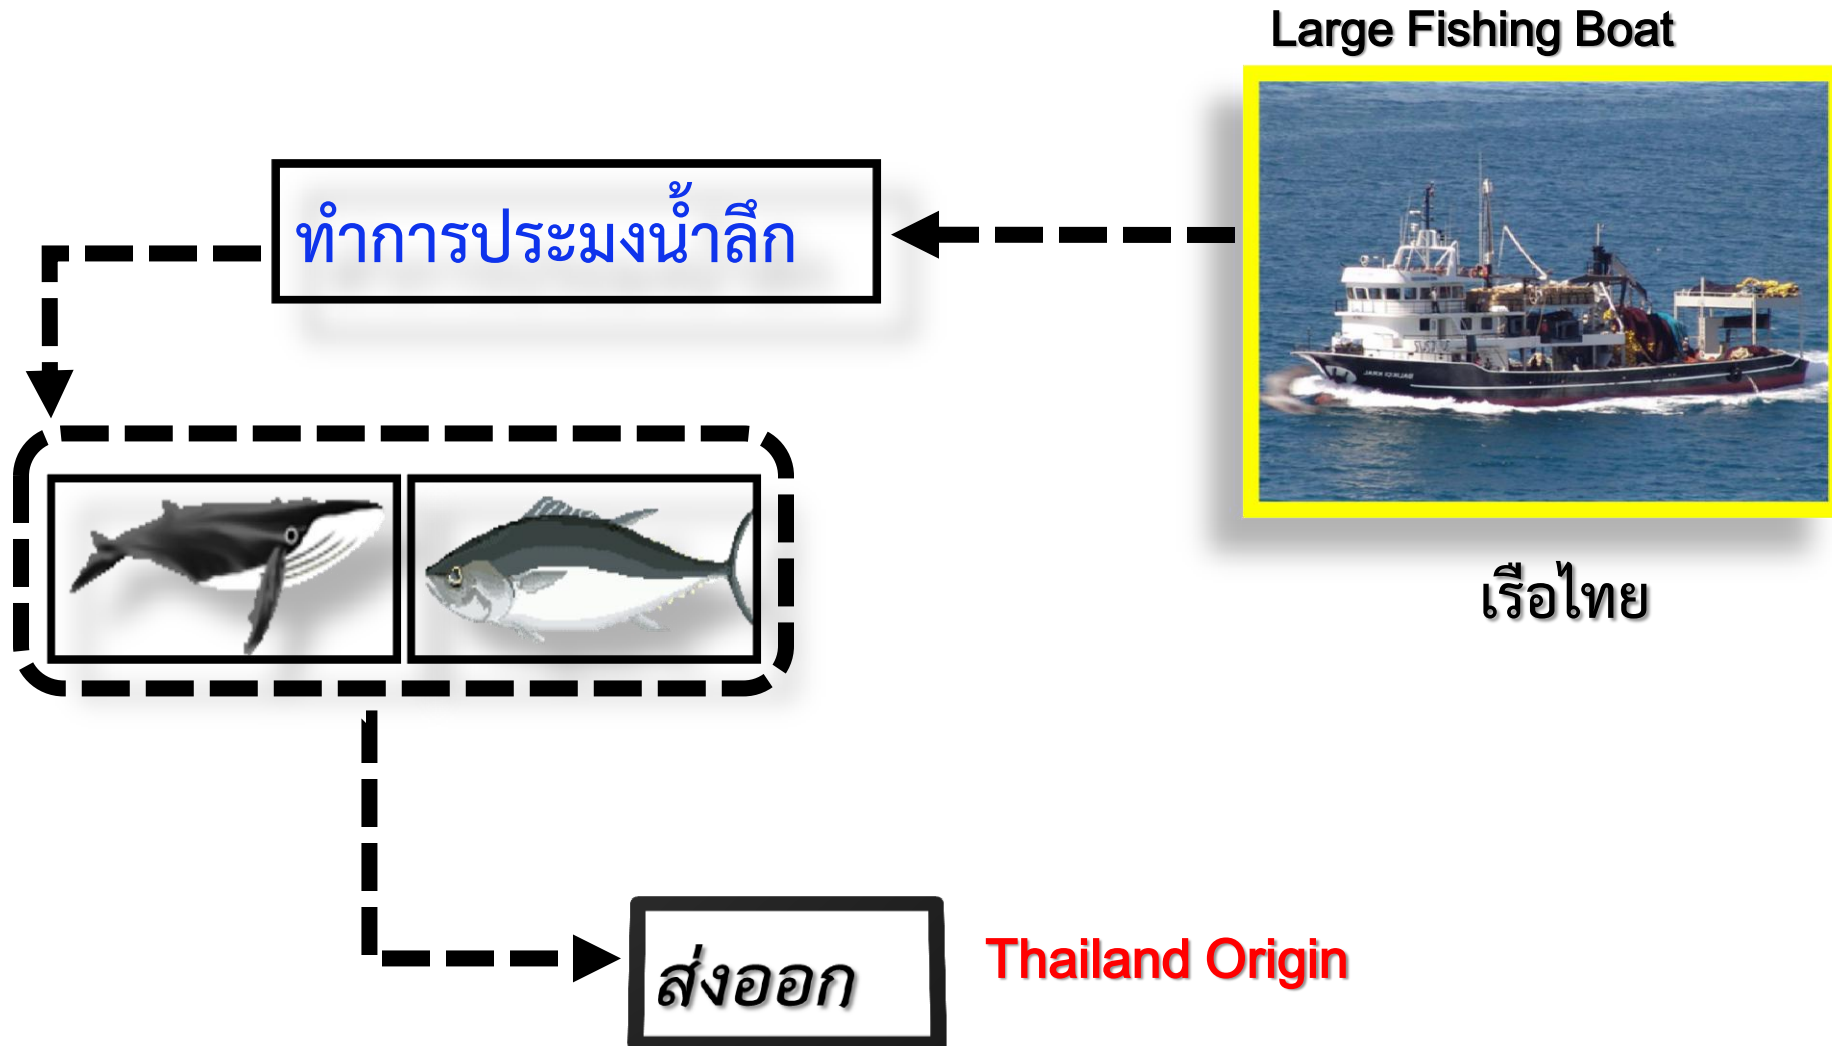 Large Fishing Boat
ทำการประมงน้ำลึก
เรือไทย
ส่งออก
Thailand Origin